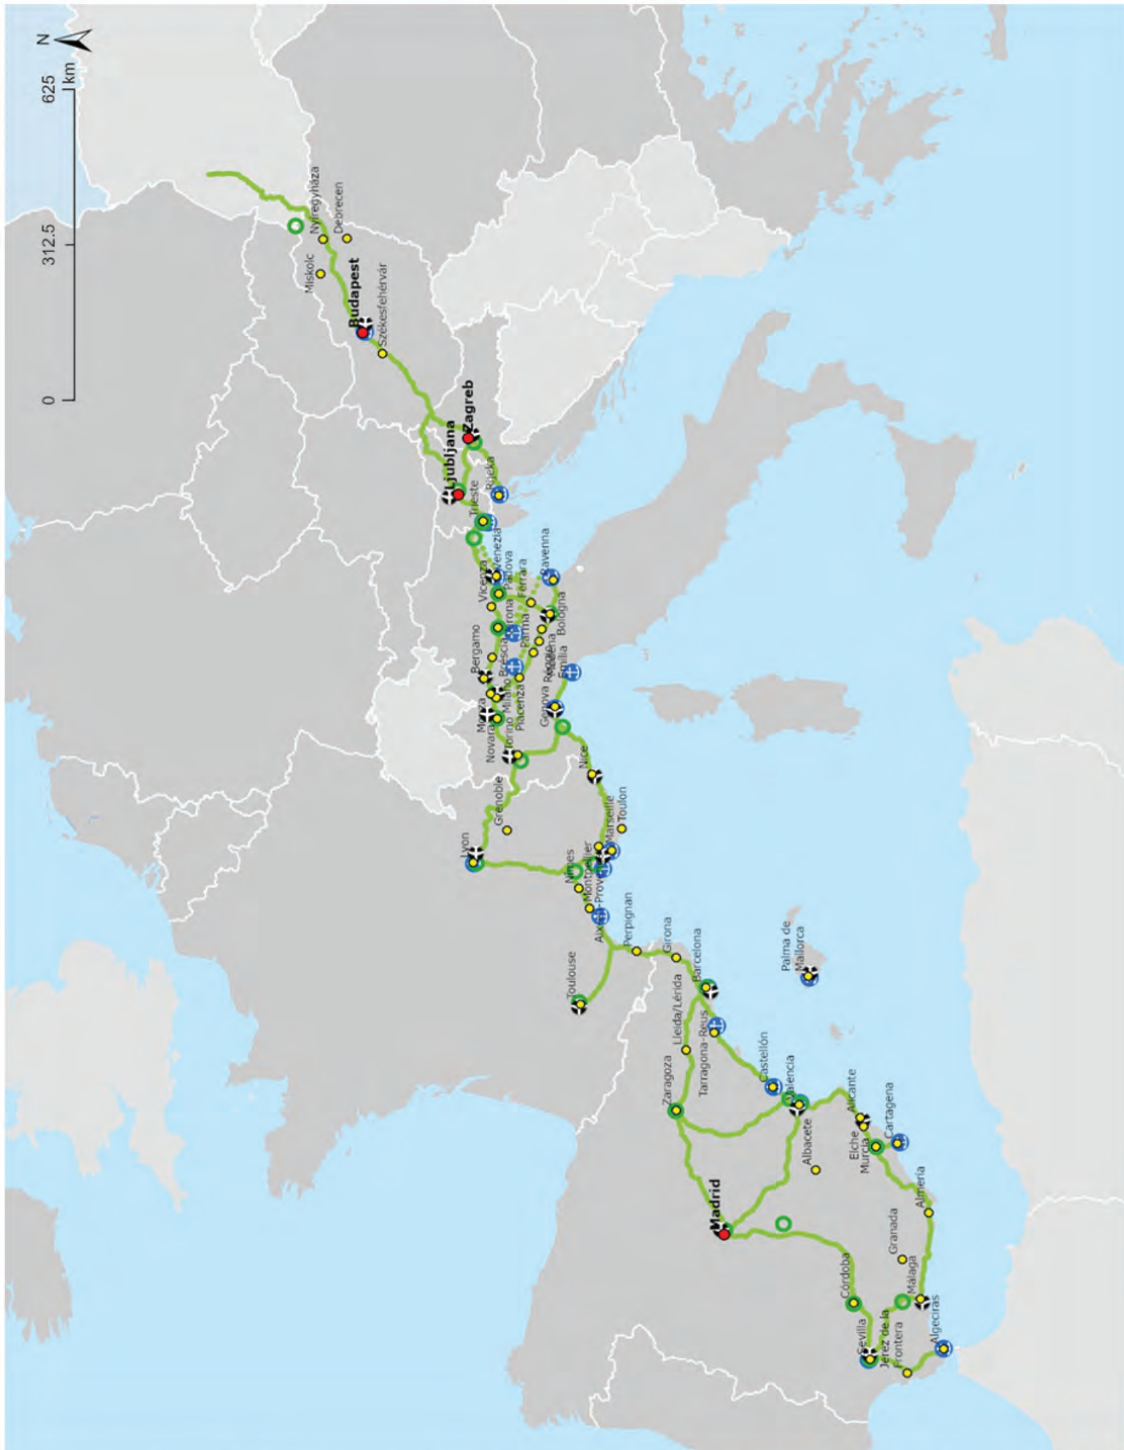 N
0 312.5 625
km
Nyíregyháza
Debrecen
Miskolc
Budapest
Székesfehérvár
Zagreb
Ljubljana
Rijeka
Trieste
Venezia
Padova
Vicenza
Ferrara
Ravenna
Bologna
Parma
Bergamo
Brescia
Reggio
Emilia
Milano
Piacenza
Genova
Novara
Torino
Nice
Grenoble
Lyon
Marseille
Toulon
Nîmes
Montpellier
Perpignan
Toulouse
Girona
Barcelona
Lleida/Lérida
Tarragona-Reus
Zaragoza
Palma de
Mallorca
Castellón
Valencia
Alicante
Albacete
Elche
Murcia
Cartagena
Madrid
Almería
Granada
Málaga
Córdoba
Sevilla
Jerez de la
Frontera
Algeciras